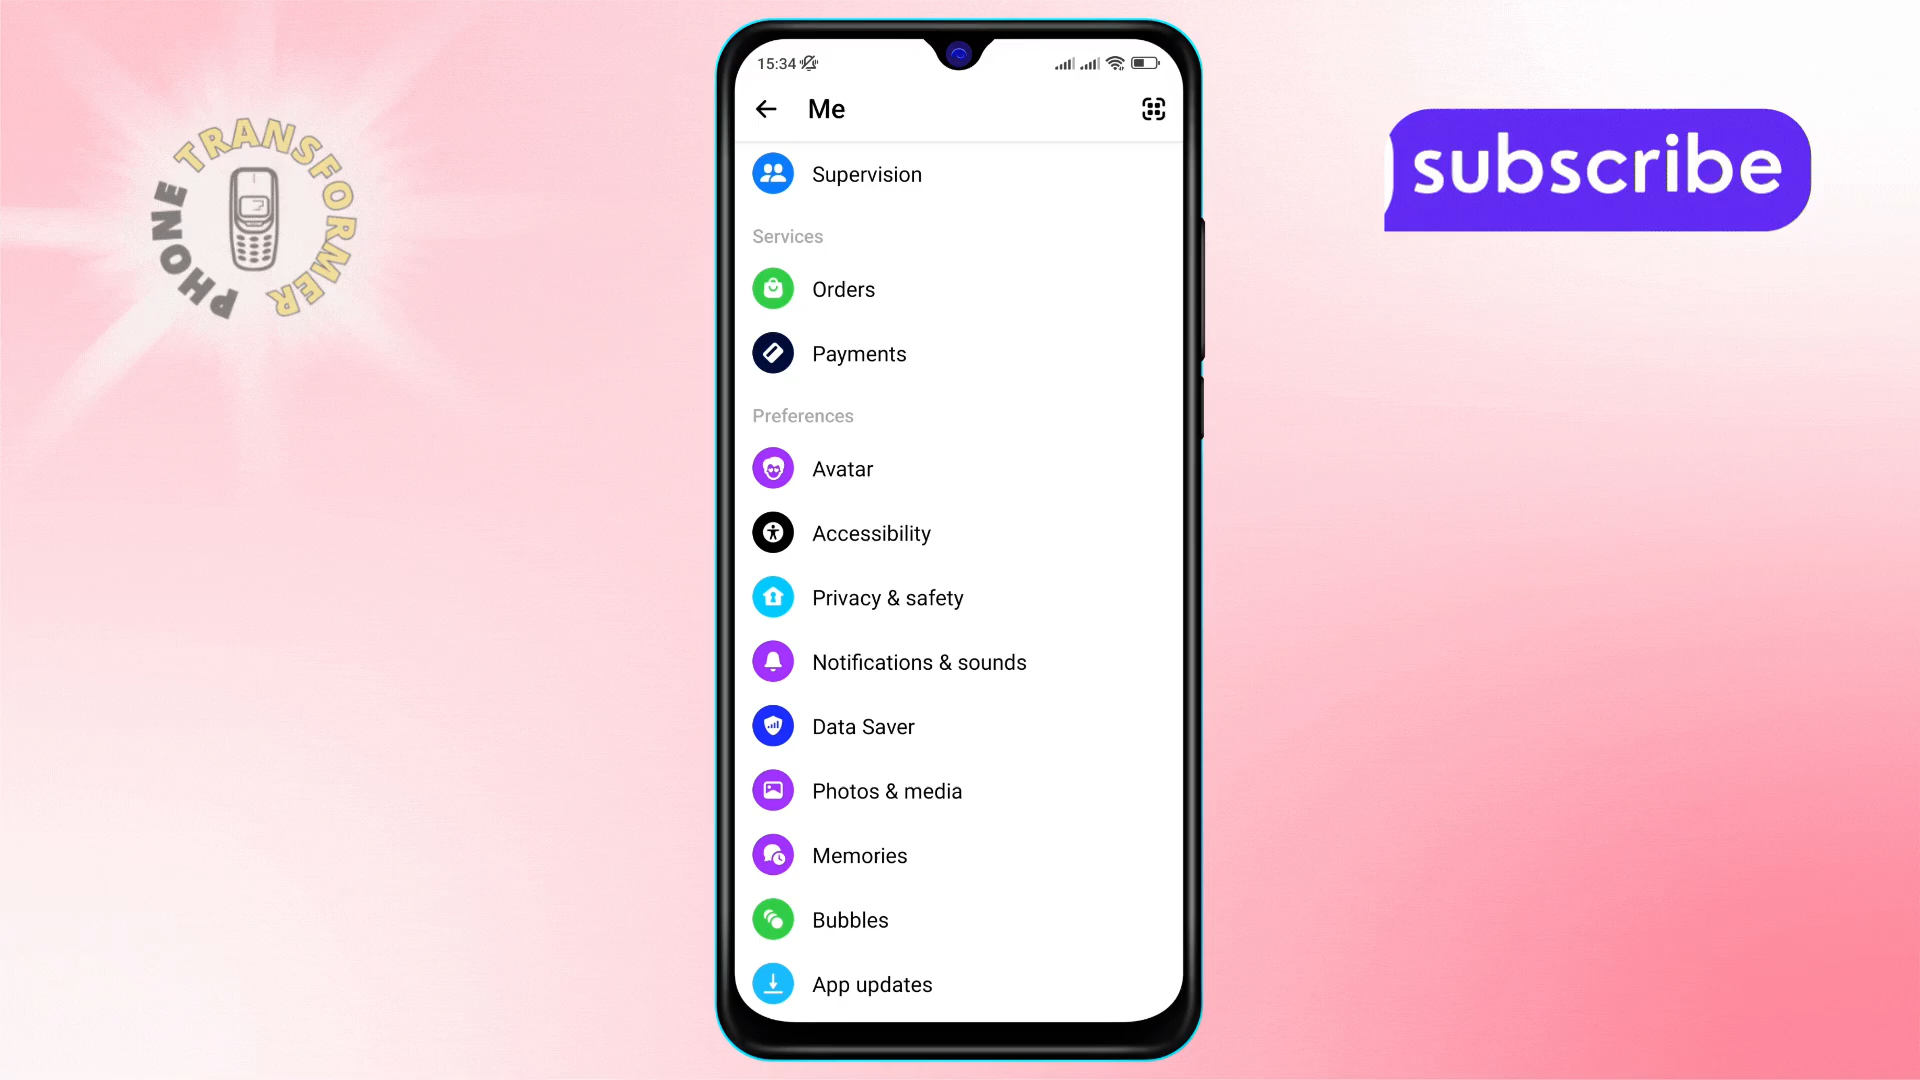 PHONE TRANSFORMER
15:34
Me
subscribe
Supervision
Services
Orders
Payments
Preferences
Avatar
Accessibility
Privacy & safety
Notifications & sounds
Data Saver
Photos & media
Memories
Bubbles
App updates